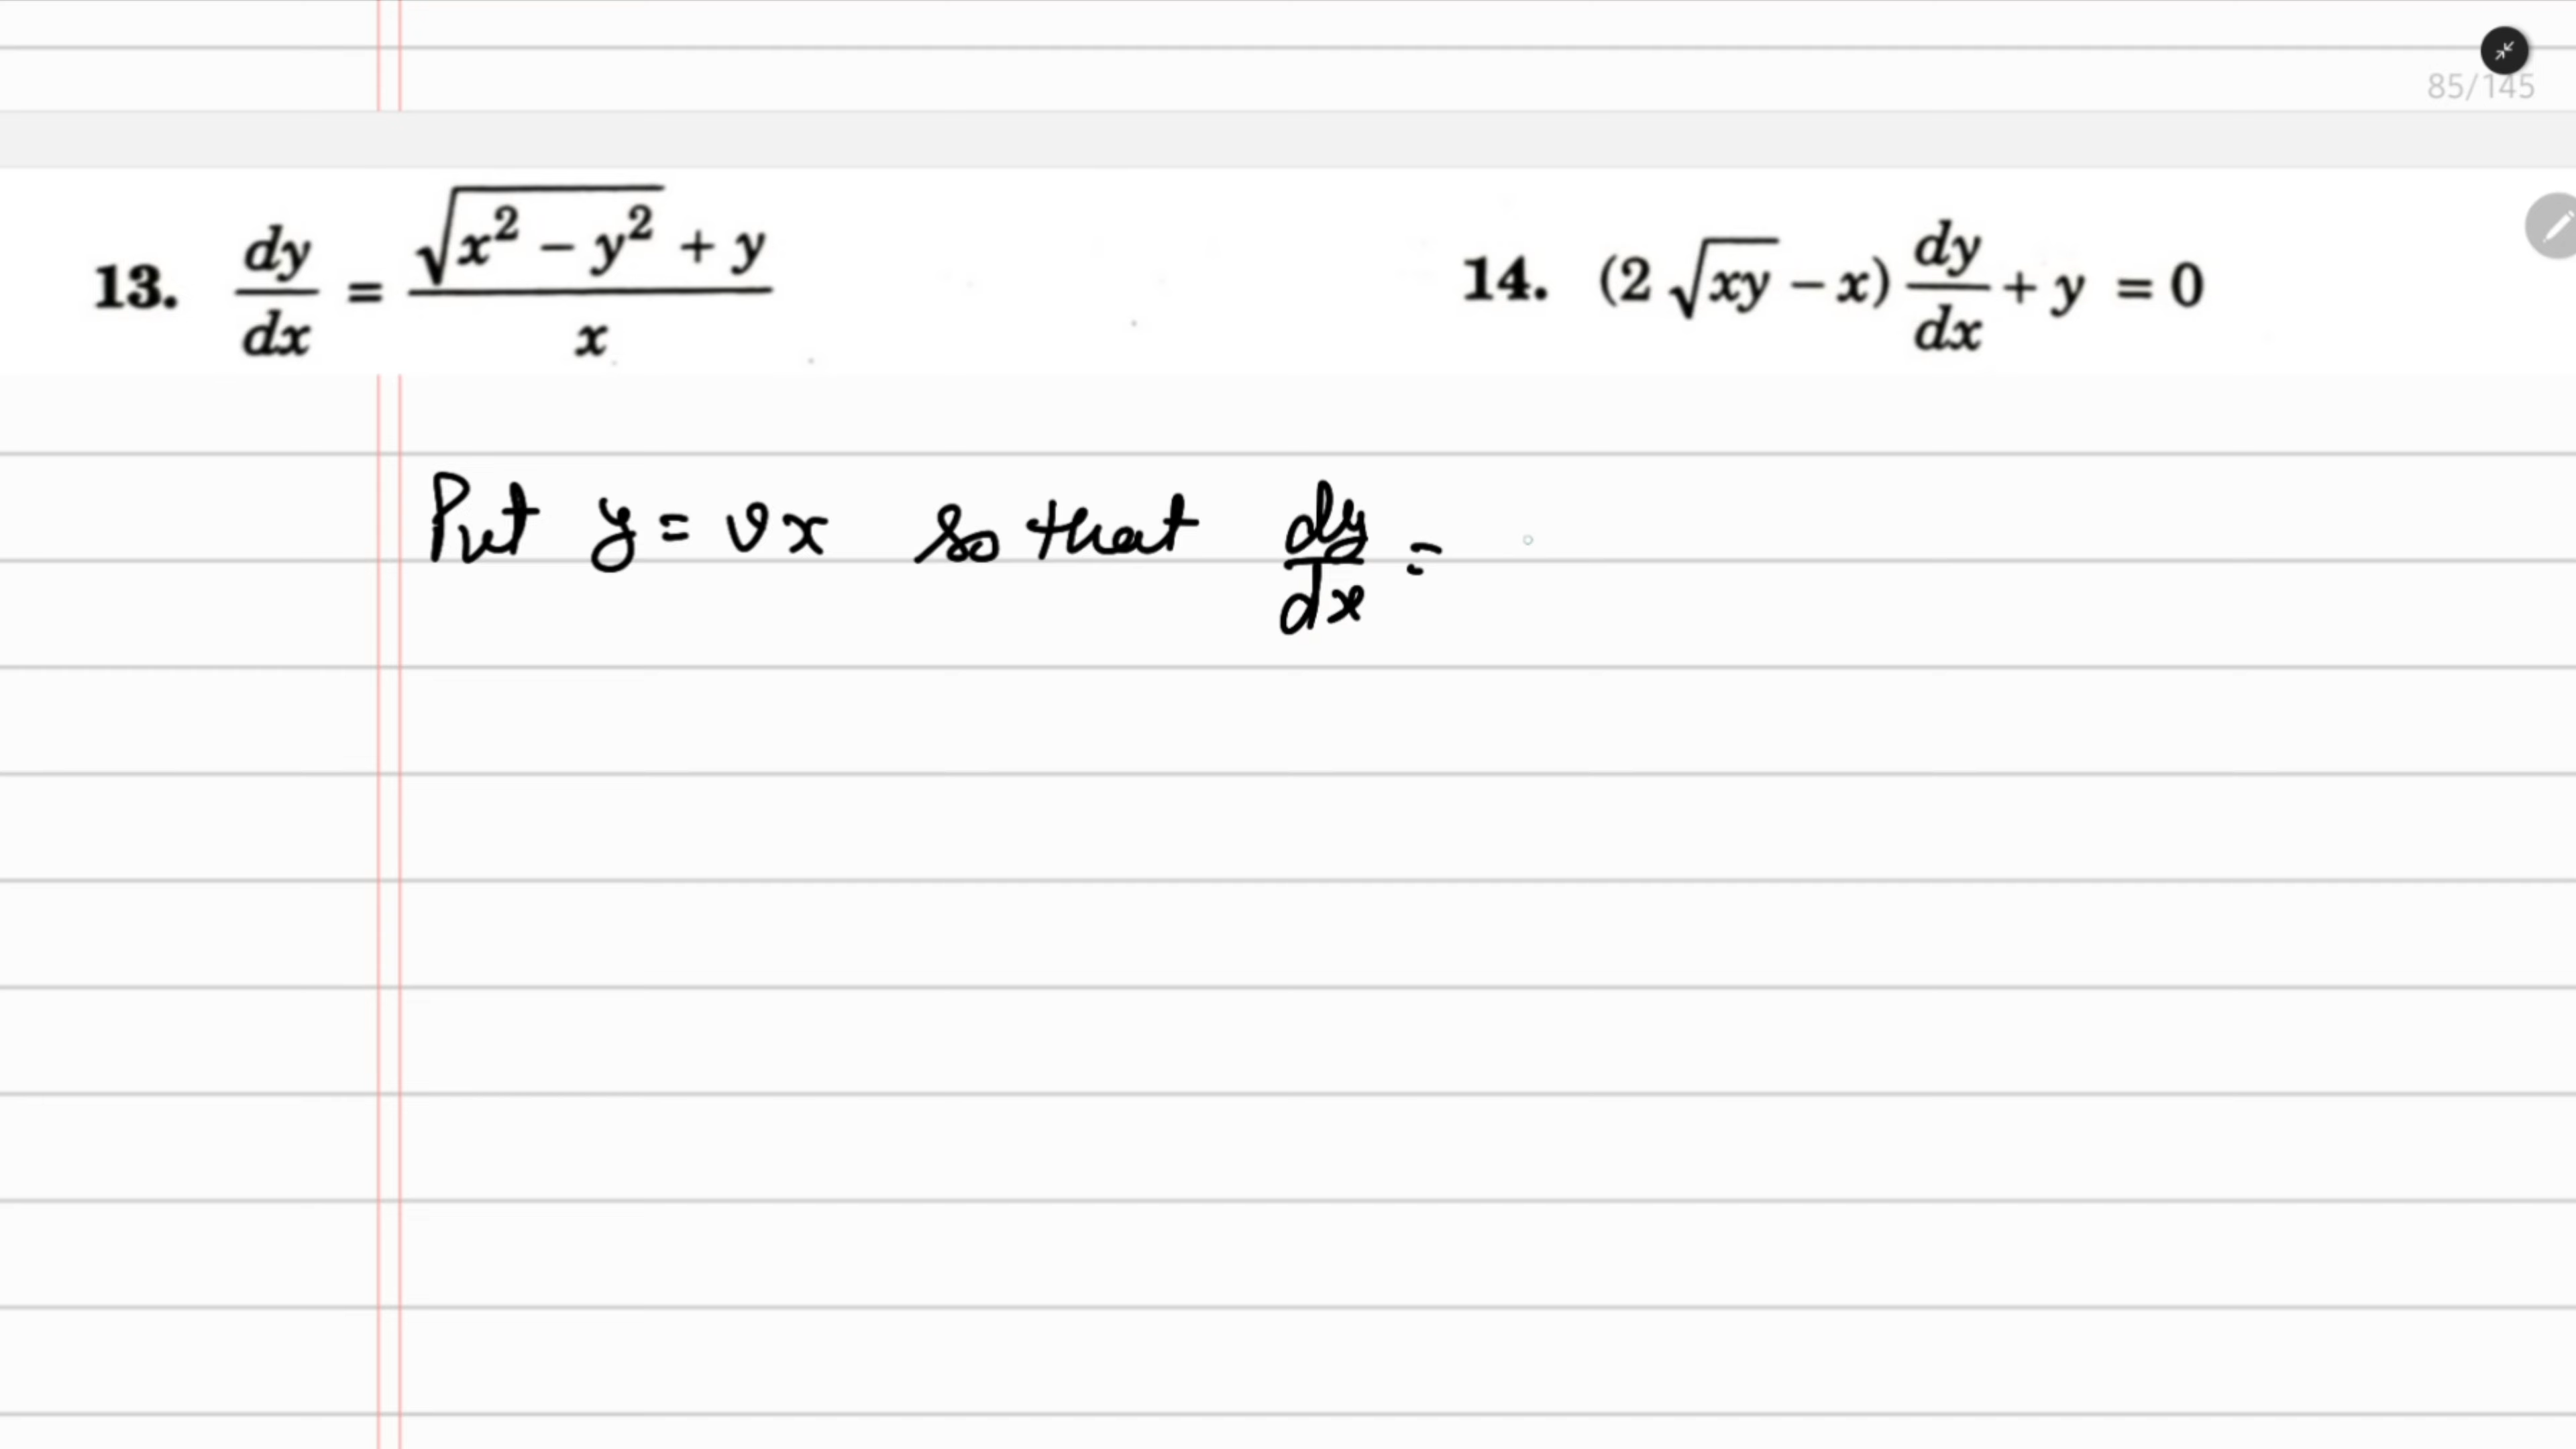 85/145
13. dy/dx = (√(x² − y²) + y)/x
14. (2√(xy) − x) dy/dx + y = 0
Put y = vx so that dy/dx =